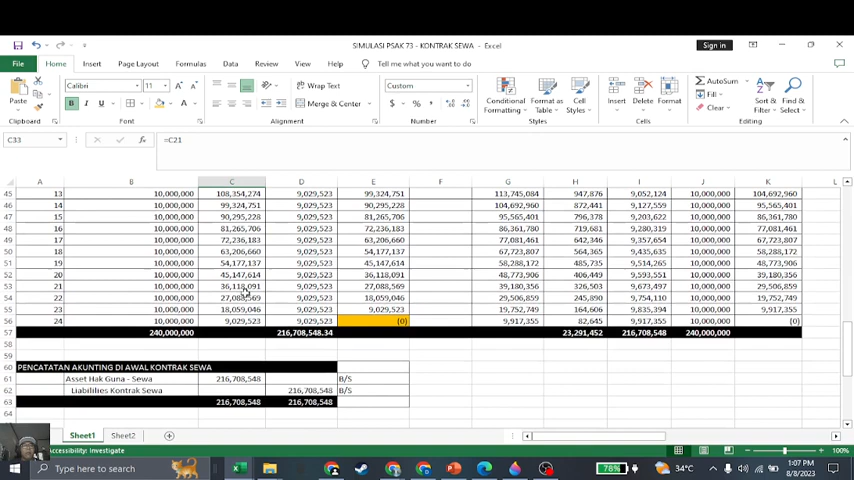 SIMULASI PSAK 73 - KONTRAK SEWA - Excel
Sign in
File Home Insert Page Layout Formulas Data Review View Help Tell me what you want to do
Calibri 11 Wrap Text Custom AutoSum
Paste B I U Merge & Center $ % Conditional Formatting Format as Table Cell Styles Insert Delete Format Fill Clear Sort & Filter Find & Select
Clipboard Font Alignment Number Styles Cells Editing
C33 fx =C21
A B C D E F G H I J K L
45 13 10,000,000 108,354,274 9,029,523 99,324,751 113,745,084 947,876 9,052,124 10,000,000 104,692,960
46 14 10,000,000 99,324,751 9,029,523 90,295,228 104,692,960 872,441 9,127,559 10,000,000 95,565,401
47 15 10,000,000 90,295,228 9,029,523 81,265,706 95,565,401 796,378 9,203,622 10,000,000 86,361,780
48 16 10,000,000 81,265,706 9,029,523 72,236,183 86,361,780 719,681 9,280,319 10,000,000 77,081,461
49 17 10,000,000 72,236,183 9,029,523 63,206,660 77,081,461 642,346 9,357,654 10,000,000 67,723,807
50 18 10,000,000 63,206,660 9,029,523 54,177,137 67,723,807 564,365 9,435,635 10,000,000 58,288,172
51 19 10,000,000 54,177,137 9,029,523 45,147,614 58,288,172 485,735 9,514,265 10,000,000 48,773,906
52 20 10,000,000 45,147,614 9,029,523 36,118,091 48,773,906 406,449 9,593,551 10,000,000 39,180,356
53 21 10,000,000 36,118,091 9,029,523 27,088,569 39,180,356 326,503 9,673,497 10,000,000 29,506,859
54 22 10,000,000 27,088,569 9,029,523 18,059,046 29,506,859 245,890 9,754,110 10,000,000 19,752,749
55 23 10,000,000 18,059,046 9,029,523 9,029,523 19,752,749 164,606 9,835,394 10,000,000 9,917,355
56 24 10,000,000 9,029,523 9,029,523 (0) 9,917,355 82,645 9,917,355 10,000,000 (0)
57 240,000,000 216,708,548.34 23,291,452 216,708,548 240,000,000
58
59
60 PENCATATAN AKUNTING DI AWAL KONTRAK SEWA
61 Asset Hak Guna - Sewa 216,708,548 B/S
62 Liabililies Kontrak Sewa 216,708,548 B/S
63 216,708,548 216,708,548
64
Sheet1 Sheet2
Accessibility: Investigate 100%
Type here to search 78% 34°C 1:07 PM
8/8/2023